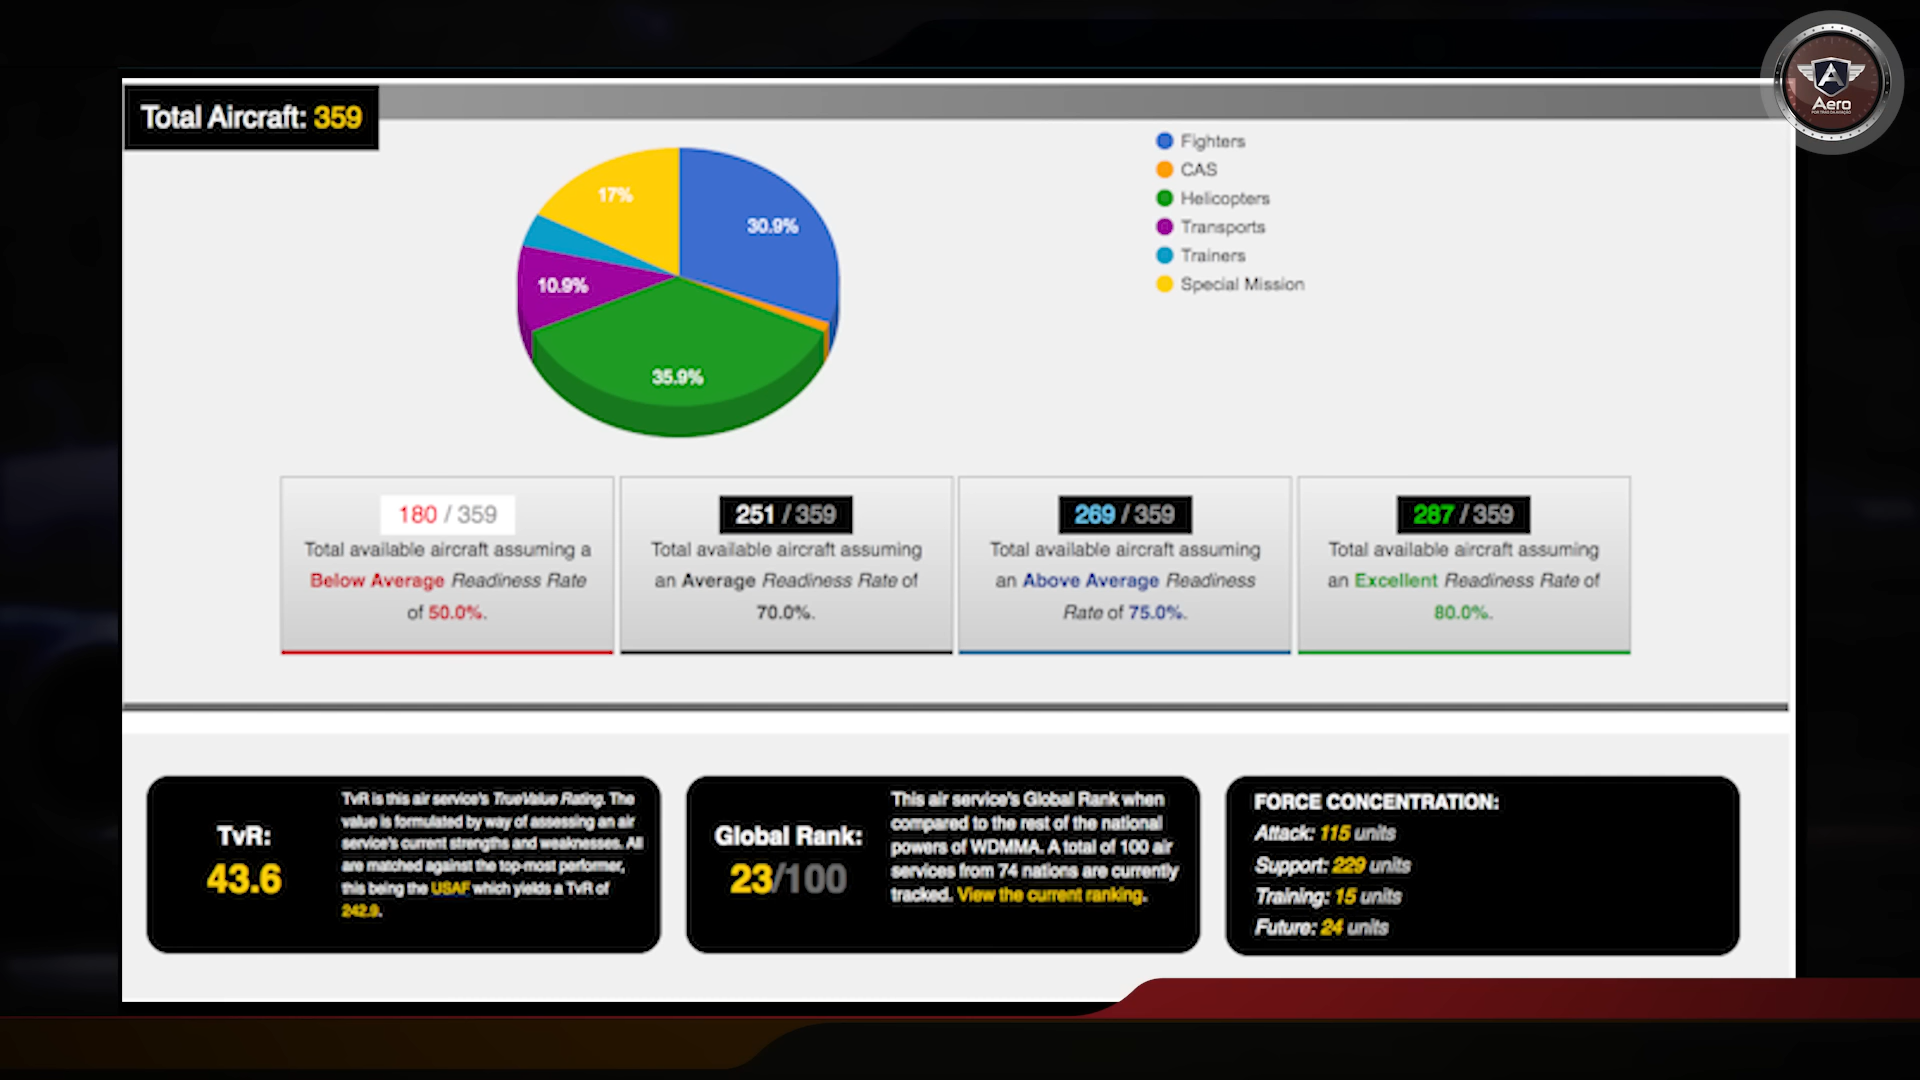 Total Aircraft: 359
Fighters
CAS
Helicopters
Transports
Trainers
Special Mission
17%
30.9%
10.9%
35.9%
180 / 359
Total available aircraft assuming a
Below Average Readiness Rate
of 50.0%.
251 / 359
Total available aircraft assuming
an Average Readiness Rate of
70.0%.
269 / 359
Total available aircraft assuming
an Above Average Readiness
Rate of 75.0%.
287 / 359
Total available aircraft assuming
an Excellent Readiness Rate of
80.0%.
TvR:
43.6
TvR is this air service's TrueValue Rating. The
value is formulated by way of assessing an air
service's current strengths and weaknesses. All
are matched against the top-most performer,
this being the USAF which yields a TvR of
242.9.
Global Rank:
23/100
This air service's Global Rank when
compared to the rest of the national
powers of WDMMA. A total of 100 air
services from 74 nations are currently
tracked. View the current ranking.
FORCE CONCENTRATION:
Attack: 115 units
Support: 229 units
Training: 15 units
Future: 24 units
A
Aero